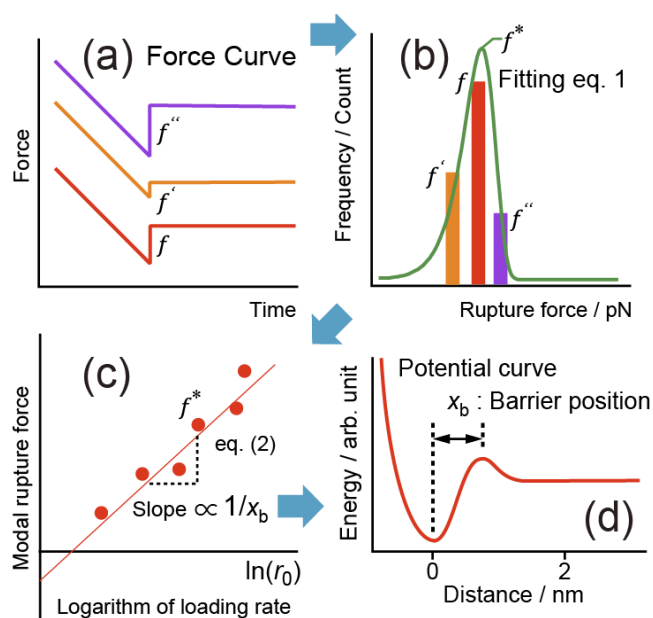 (a) Force Curve
Force
f“
f‘
f
Time
(b)
f*
f Fitting eq. 1
f‘
f“
Frequency / Count
Rupture force / pN
(c)
f*
eq. (2)
Slope ∝ 1/xb
Modal rupture force
ln(r0)
Logarithm of loading rate
Potential curve
xb : Barrier position
Energy / arb. unit
(d)
0 2
Distance / nm